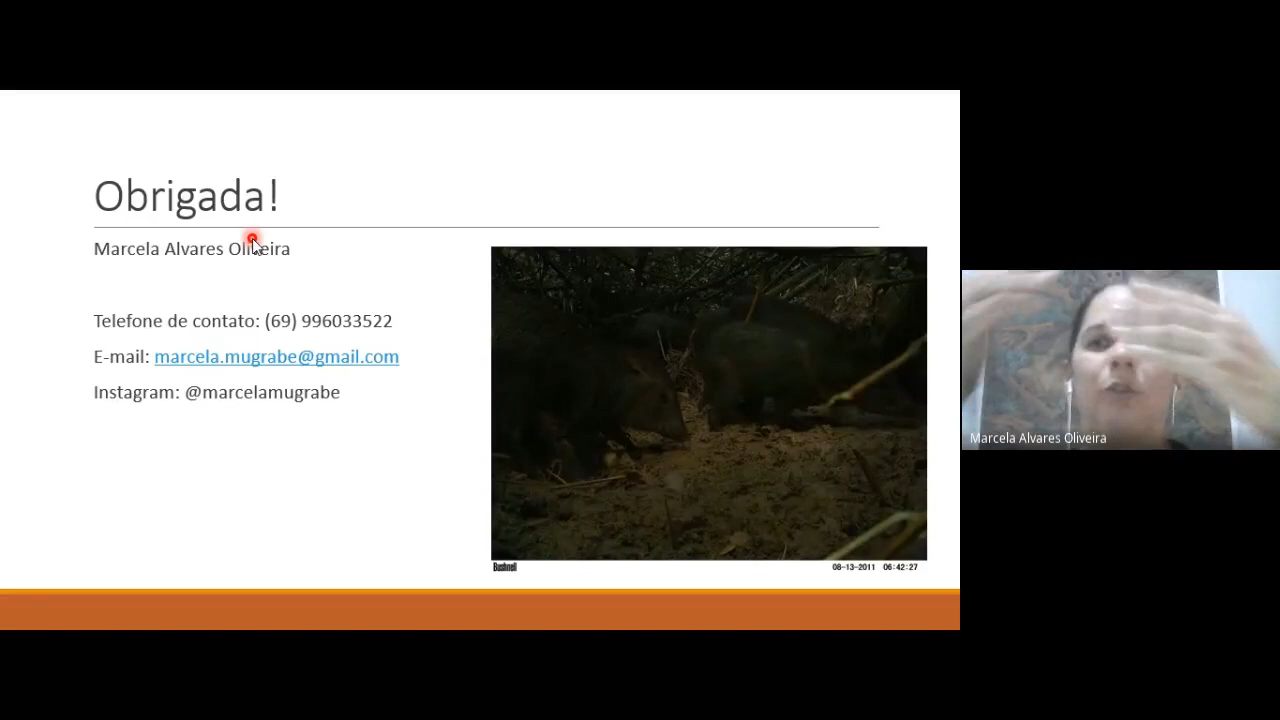 Obrigada!
Marcela Alvares Oliveira
Telefone de contato: (69) 996033522
E-mail: marcela.mugrabe@gmail.com
Instagram: @marcelamugrabe
Bushnell
08-13-2011 06:42:27
Marcela Alvares Oliveira